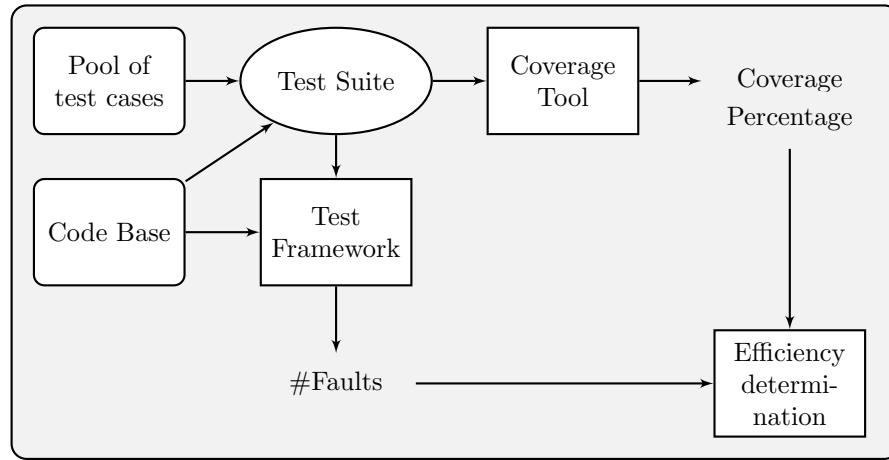 Pool of
test cases
Test Suite
Coverage
Tool
Coverage
Percentage
Code Base
Test
Framework
#Faults
Efficiency
determi-
nation